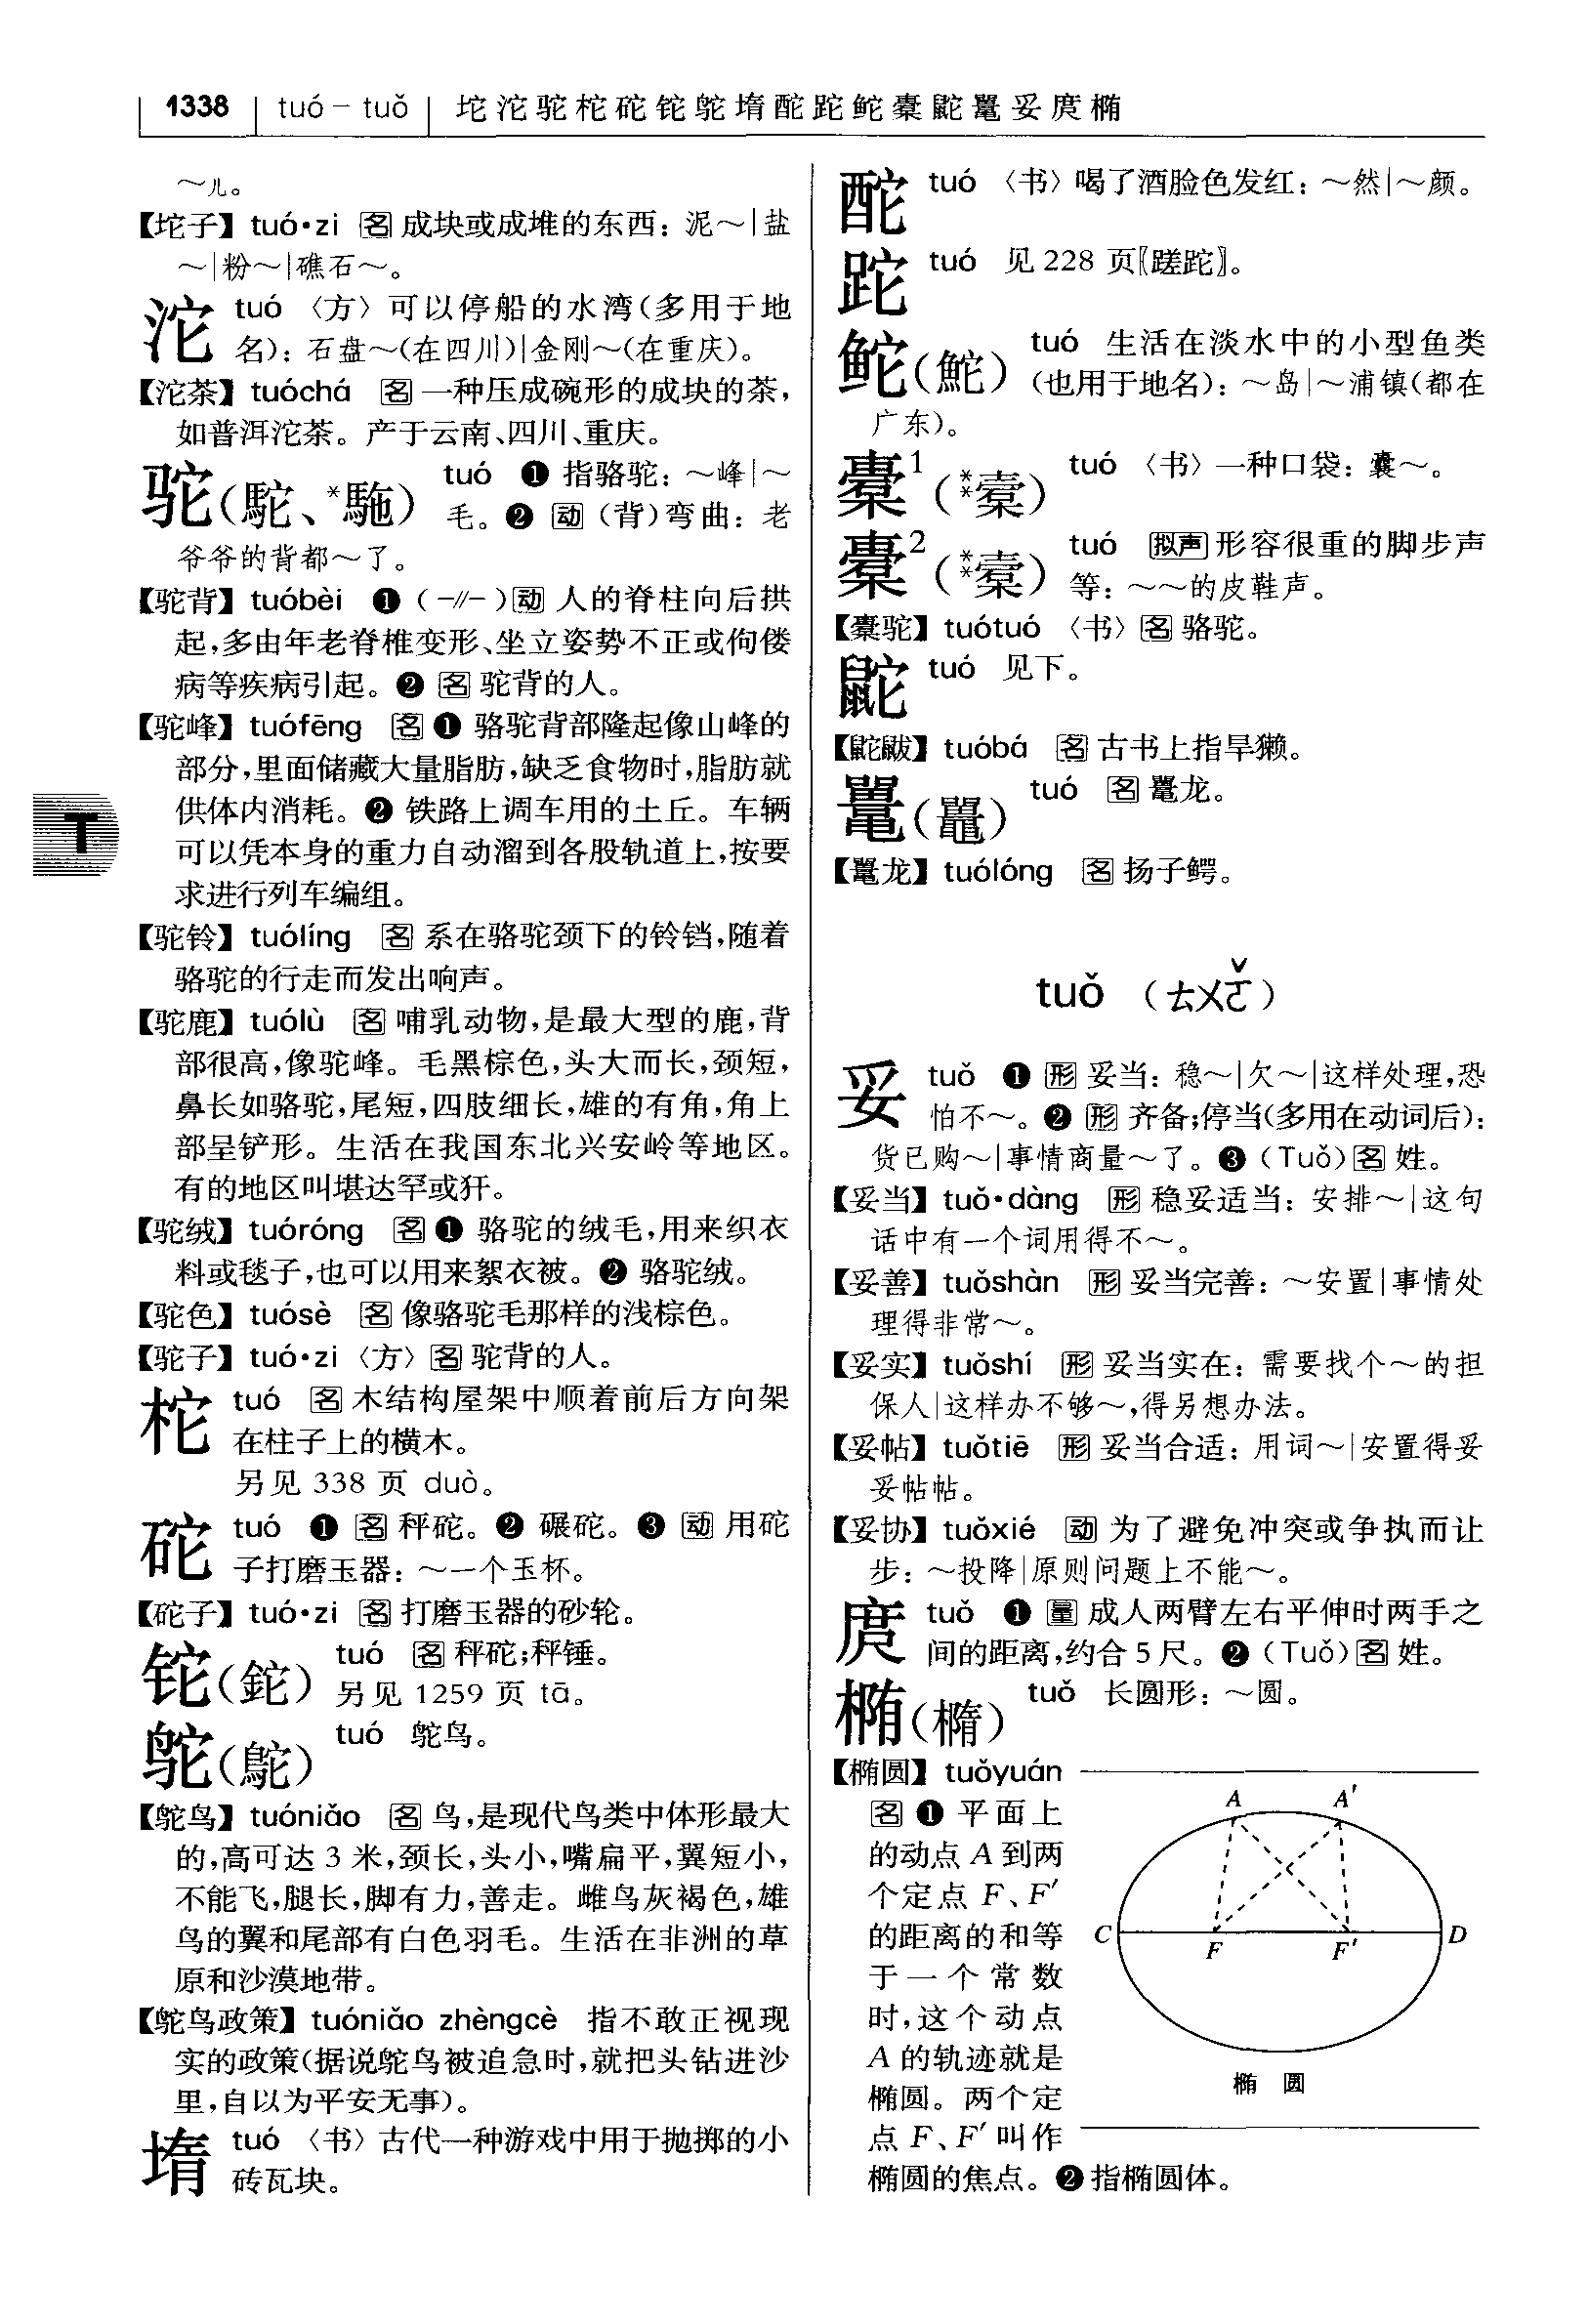 1338 tuó－tuǒ 坨沱驼柁砣铊鸵堶酡跎鮀橐鼧鼍妥庹椭
～儿。
【坨子】 tuó·zi 名 成块或成堆的东西：泥～|盐
～|粉～|礁石～。
沱 tuó 〈方〉可以停船的水湾(多用于地
名)：石盘～(在四川)|金刚～(在重庆)。
【沱茶】 tuóchá 名 一种压成碗形的成块的茶，
如普洱沱茶。产于云南、四川、重庆。
驼(駝、*駞) tuó ❶ 指骆驼：～峰|～
毛。❷ 动 (背)弯曲：老
爷爷的背都～了。
【驼背】 tuóbèi ❶ (-//-)动 人的脊柱向后拱
起，多由年老脊椎变形、坐立姿势不正或佝偻
病等疾病引起。❷ 名 驼背的人。
【驼峰】 tuófēng 名 ❶ 骆驼背部隆起像山峰的
部分，里面储藏大量脂肪，缺乏食物时，脂肪就
供体内消耗。❷ 铁路上调车用的土丘。车辆
可以凭本身的重力自动溜到各股轨道上，按要
求进行列车编组。
【驼铃】 tuólíng 名 系在骆驼颈下的铃铛，随着
骆驼的行走而发出响声。
【驼鹿】 tuólù 名 哺乳动物，是最大型的鹿，背
部很高，像驼峰。毛黑棕色，头大而长，颈短，
鼻长如骆驼，尾短，四肢细长，雄的有角，角上
部呈铲形。生活在我国东北兴安岭等地区。
有的地区叫堪达罕或犴。
【驼绒】 tuóróng 名 ❶ 骆驼的绒毛，用来织衣
料或毯子，也可以用来絮衣被。❷ 骆驼绒。
【驼色】 tuósè 名 像骆驼毛那样的浅棕色。
【驼子】 tuó·zi 〈方〉名 驼背的人。
柁 tuó 名 木结构屋架中顺着前后方向架
在柱子上的横木。
另见 338 页 duò。
砣 tuó ❶ 名 秤砣。❷ 碾砣。❸ 动 用砣
子打磨玉器：～一个玉杯。
【砣子】 tuó·zi 名 打磨玉器的砂轮。
铊(鉈) tuó 名 秤砣；秤锤。
另见 1259 页 tā。
鸵(鴕) tuó 鸵鸟。
【鸵鸟】 tuóniǎo 名 鸟，是现代鸟类中体形最大
的，高可达 3 米，颈长，头小，嘴扁平，翼短小，
不能飞，腿长，脚有力，善走。雌鸟灰褐色，雄
鸟的翼和尾部有白色羽毛。生活在非洲的草
原和沙漠地带。
【鸵鸟政策】 tuóniǎo zhèngcè 指不敢正视现
实的政策(据说鸵鸟被追急时，就把头钻进沙
里，自以为平安无事)。
堶 tuó 〈书〉古代一种游戏中用于抛掷的小
砖瓦块。
T
酡 tuó 〈书〉喝了酒脸色发红：～然|～颜。
跎 tuó 见 228 页〖蹉跎〗。
鮀(鮀) tuó 生活在淡水中的小型鱼类
(也用于地名)：～岛|～浦镇(都在
广东)。
橐1(**槖) tuó 〈书〉一种口袋：囊～。
橐2(**槖) tuó 拟声 形容很重的脚步声
等：～～的皮鞋声。
【橐驼】 tuótuó 〈书〉名 骆驼。
鼧 tuó 见下。
【鼧鼥】 tuóbá 名 古书上指旱獭。
鼍(鼉) tuó 名 鼍龙。
【鼍龙】 tuólóng 名 扬子鳄。
tuǒ (ㄊㄨㄛˇ)
妥 tuǒ ❶ 形 妥当：稳～|欠～|这样处理，恐
怕不～。❷ 形 齐备；停当(多用在动词后)：
货已购～|事情商量～了。❸ (Tuǒ)名 姓。
【妥当】 tuǒ·dàng 形 稳妥适当：安排～|这句
话中有一个词用得不～。
【妥善】 tuǒshàn 形 妥当完善：～安置|事情处
理得非常～。
【妥实】 tuǒshí 形 妥当实在：需要找个～的担
保人|这样办不够～，得另想办法。
【妥帖】 tuǒtiē 形 妥当合适：用词～|安置得妥
妥帖帖。
【妥协】 tuǒxié 动 为了避免冲突或争执而让
步：～投降|原则问题上不能～。
庹 tuǒ ❶ 量 成人两臂左右平伸时两手之
间的距离，约合 5 尺。❷ (Tuǒ)名 姓。
椭(橢) tuǒ 长圆形：～圆。
【椭圆】 tuǒyuán
名 ❶ 平面上
的动点 A 到两
个定点 F、F′
的距离的和等
于一个常数
时，这个动点
A 的轨迹就是
椭圆。两个定
点 F、F′ 叫作
椭圆的焦点。❷ 指椭圆体。
A A′
C F F′ D
椭 圆